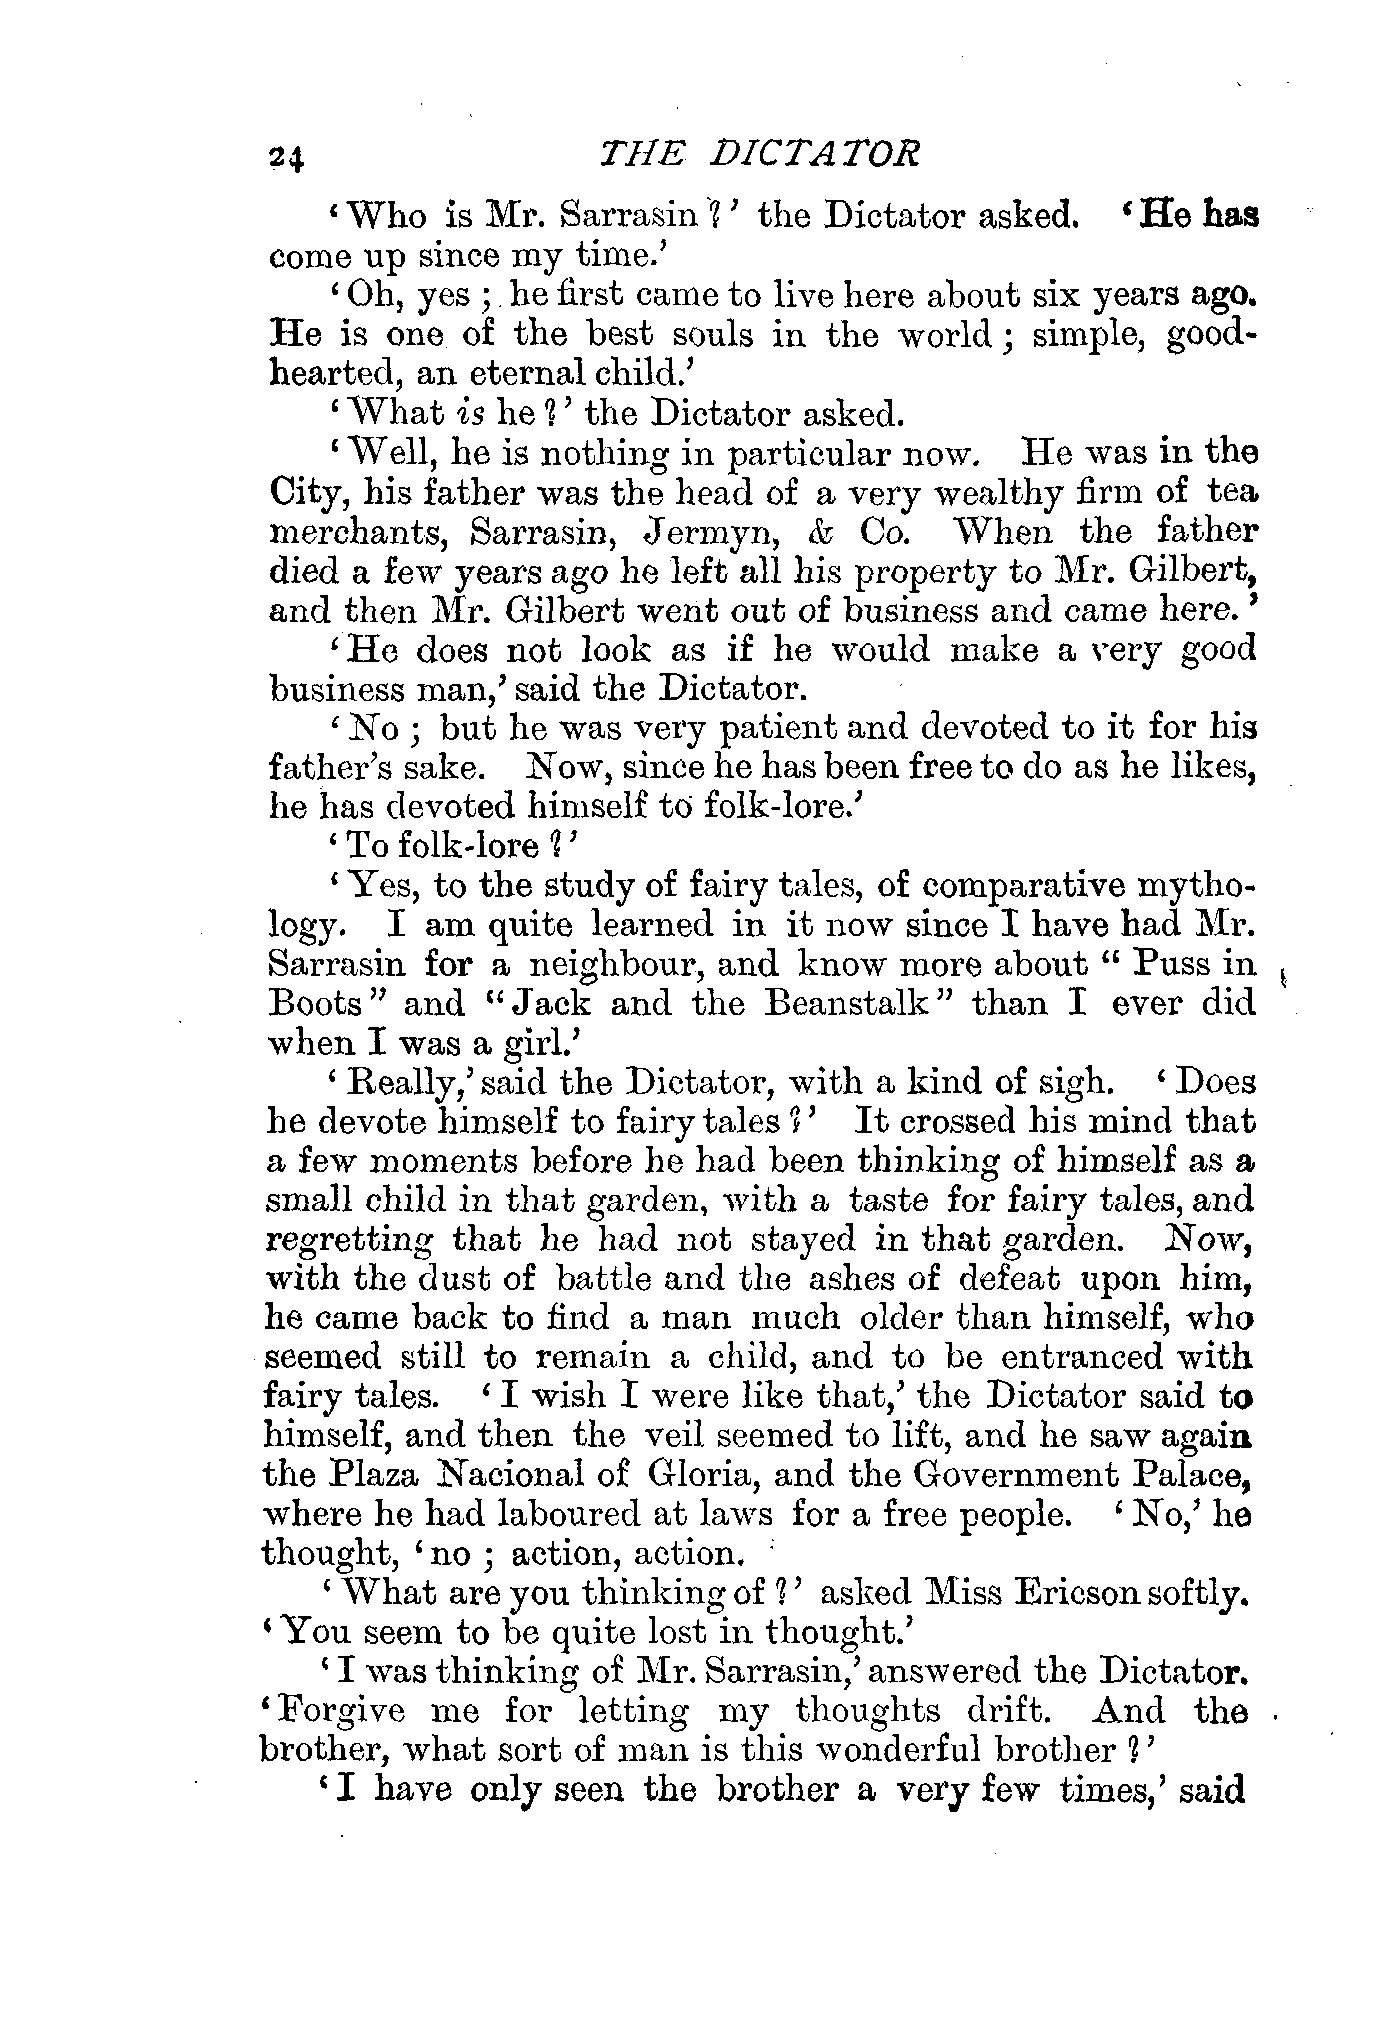 24 THE DICTATOR
‘Who is Mr. Sarrasin?’ the Dictator asked. ‘He has
come up since my time.’
‘Oh, yes; he first came to live here about six years ago.
He is one of the best souls in the world; simple, good-
hearted, an eternal child.’
‘What is he?’ the Dictator asked.
‘Well, he is nothing in particular now. He was in the
City, his father was the head of a very wealthy firm of tea
merchants, Sarrasin, Jermyn, & Co. When the father
died a few years ago he left all his property to Mr. Gilbert,
and then Mr. Gilbert went out of business and came here.’
‘He does not look as if he would make a very good
business man,’ said the Dictator.
‘No; but he was very patient and devoted to it for his
father’s sake. Now, since he has been free to do as he likes,
he has devoted himself to folk-lore.’
‘To folk-lore?’
‘Yes, to the study of fairy tales, of comparative mytho-
logy. I am quite learned in it now since I have had Mr.
Sarrasin for a neighbour, and know more about “Puss in
Boots” and “Jack and the Beanstalk” than I ever did
when I was a girl.’
‘Really,’ said the Dictator, with a kind of sigh. ‘Does
he devote himself to fairy tales?’ It crossed his mind that
a few moments before he had been thinking of himself as a
small child in that garden, with a taste for fairy tales, and
regretting that he had not stayed in that garden. Now,
with the dust of battle and the ashes of defeat upon him,
he came back to find a man much older than himself, who
seemed still to remain a child, and to be entranced with
fairy tales. ‘I wish I were like that,’ the Dictator said to
himself, and then the veil seemed to lift, and he saw again
the Plaza Nacional of Gloria, and the Government Palace,
where he had laboured at laws for a free people. ‘No,’ he
thought, ‘no; action, action.
‘What are you thinking of?’ asked Miss Ericson softly.
‘You seem to be quite lost in thought.’
‘I was thinking of Mr. Sarrasin,’ answered the Dictator.
‘Forgive me for letting my thoughts drift. And the
brother, what sort of man is this wonderful brother?’
‘I have only seen the brother a very few times,’ said